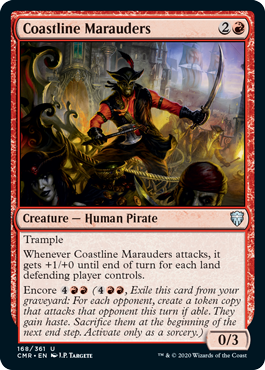 Coastline Marauders 2
Creature — Human Pirate
Trample
Whenever Coastline Marauders attacks, it
gets +1/+0 until end of turn for each land
defending player controls.
Encore 4 (4, Exile this card from your
graveyard: For each opponent, create a token copy
that attacks that opponent this turn if able. They
gain haste. Sacrifice them at the beginning of the
next end step. Activate only as a sorcery.)
0/3
168/361 U
CMR • EN J.P. TARGETE
™ & © 2020 Wizards of the Coast